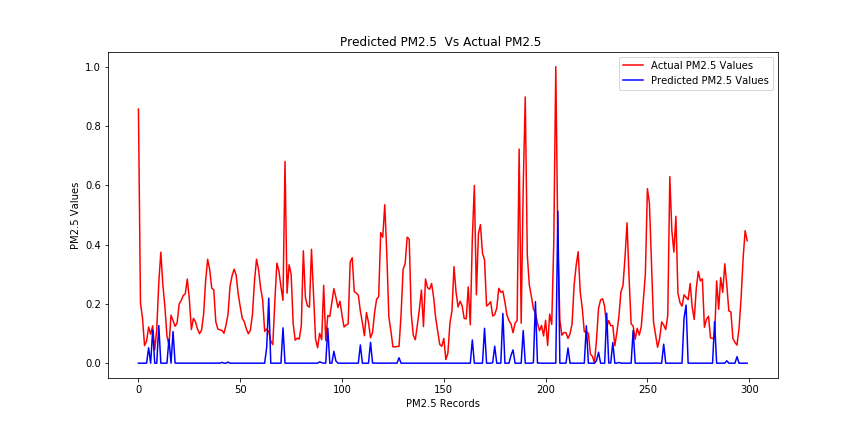 Predicted PM2.5  Vs Actual PM2.5
Actual PM2.5 Values
Predicted PM2.5 Values
1.0
0.8
0.6
0.4
0.2
0.0
PM2.5 Values
0 50 100 150 200 250 300
PM2.5 Records